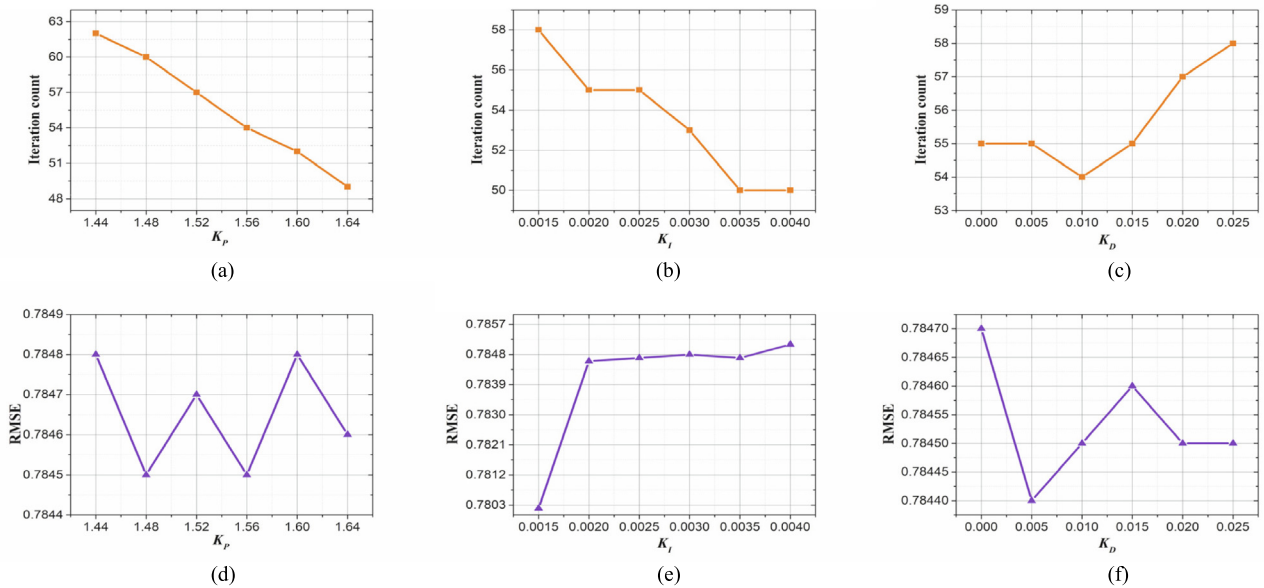 63
60
57
54
51
48
Iteration count
1.44 1.48 1.52 1.56 1.60 1.64
K_P
(a)
58
56
54
52
50
Iteration count
0.0015 0.0020 0.0025 0.0030 0.0035 0.0040
K_I
(b)
59
58
57
56
55
54
53
Iteration count
0.000 0.005 0.010 0.015 0.020 0.025
K_D
(c)
0.7849
0.7848
0.7847
0.7846
0.7845
0.7844
RMSE
1.44 1.48 1.52 1.56 1.60 1.64
K_P
(d)
0.7857
0.7848
0.7839
0.7830
0.7821
0.7812
0.7803
RMSE
0.0015 0.0020 0.0025 0.0030 0.0035 0.0040
K_I
(e)
0.78470
0.78465
0.78460
0.78455
0.78450
0.78445
0.78440
RMSE
0.000 0.005 0.010 0.015 0.020 0.025
K_D
(f)